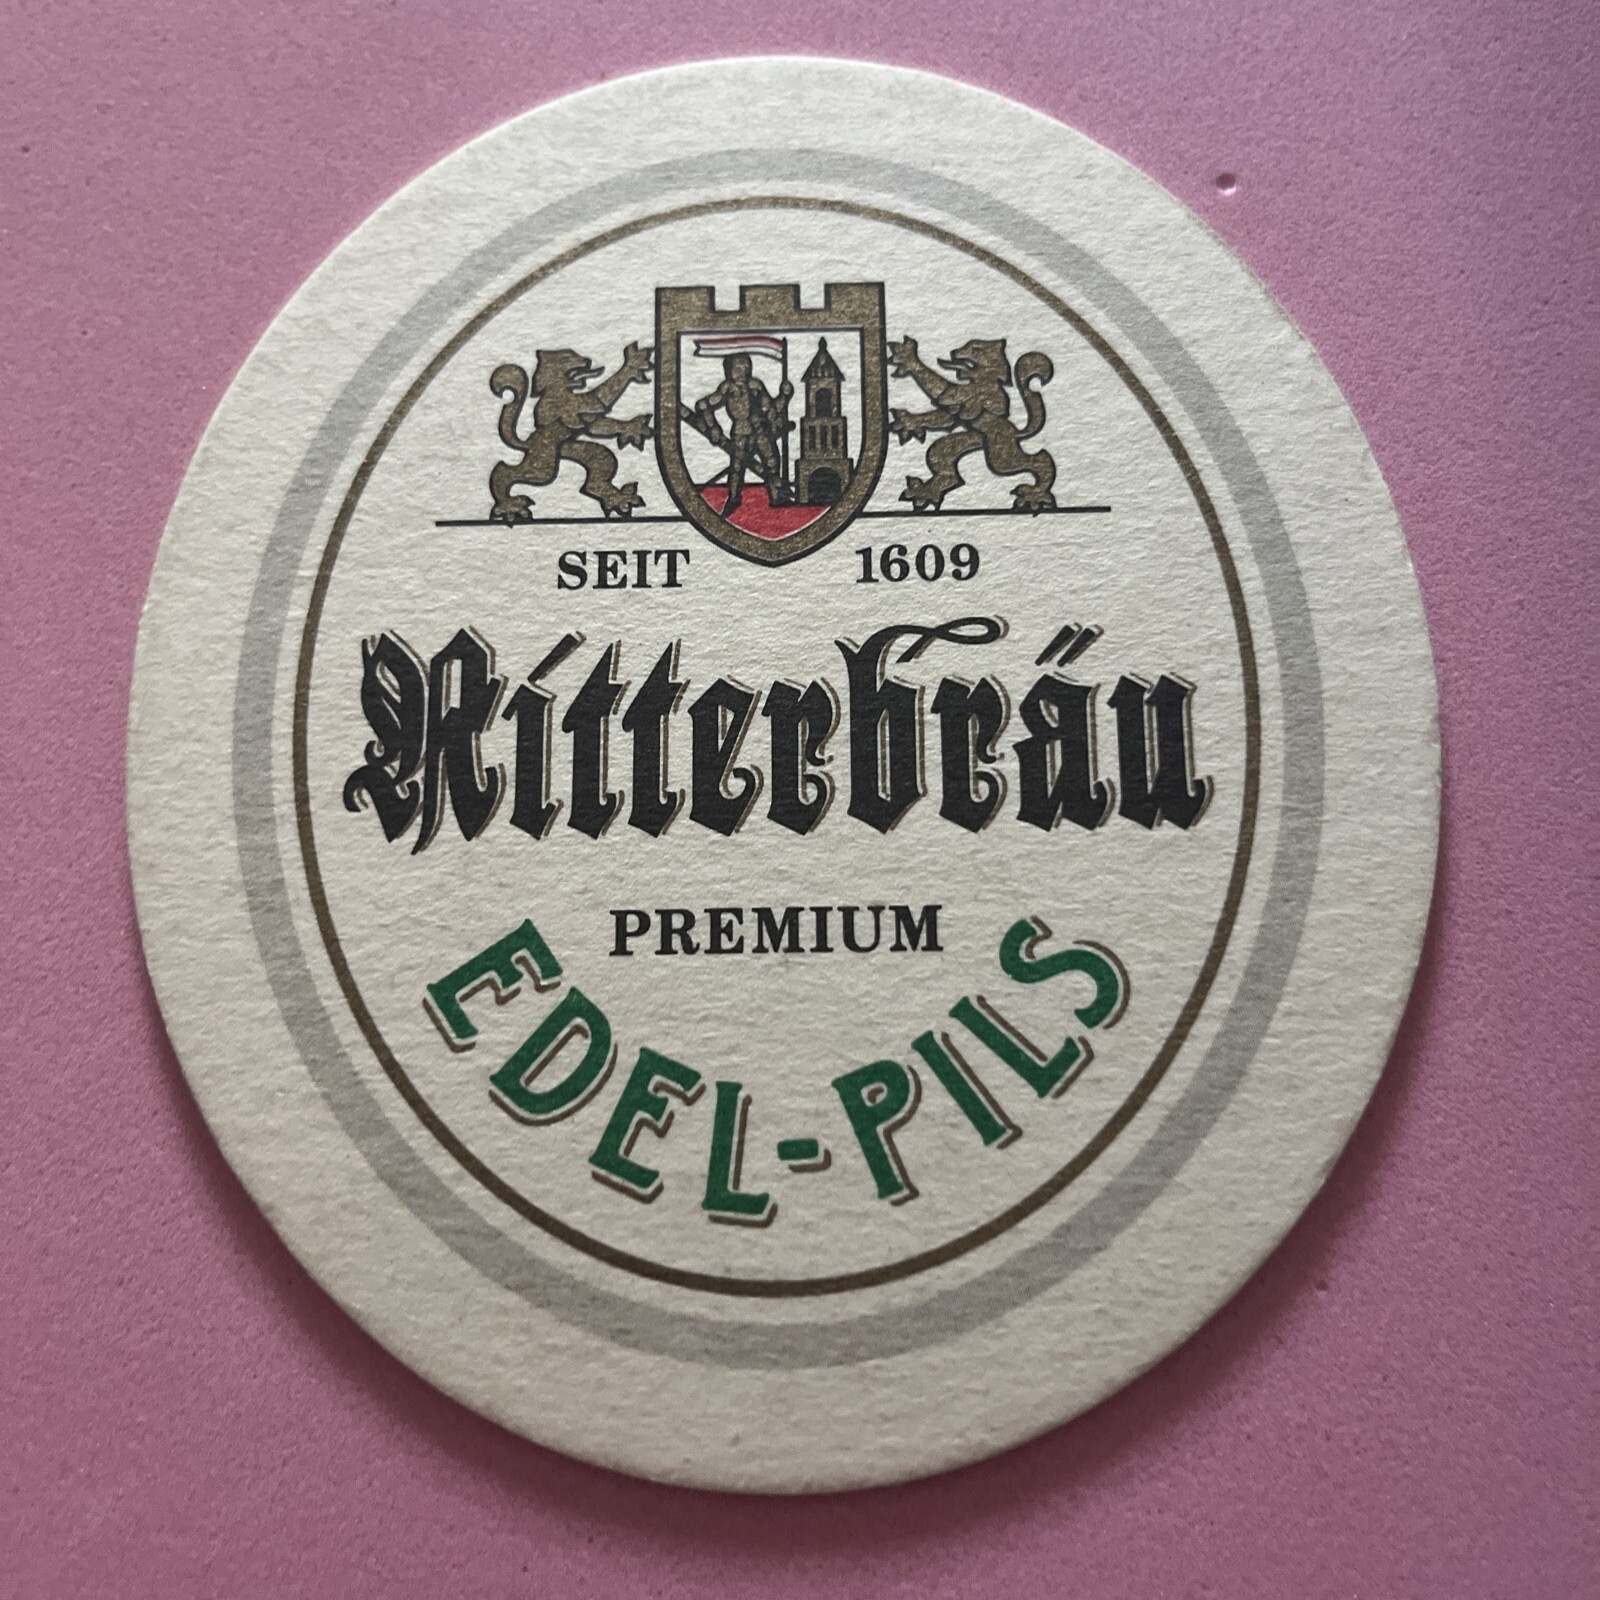 SEIT 1609
Ritterbräu
PREMIUM
EDEL-PILS